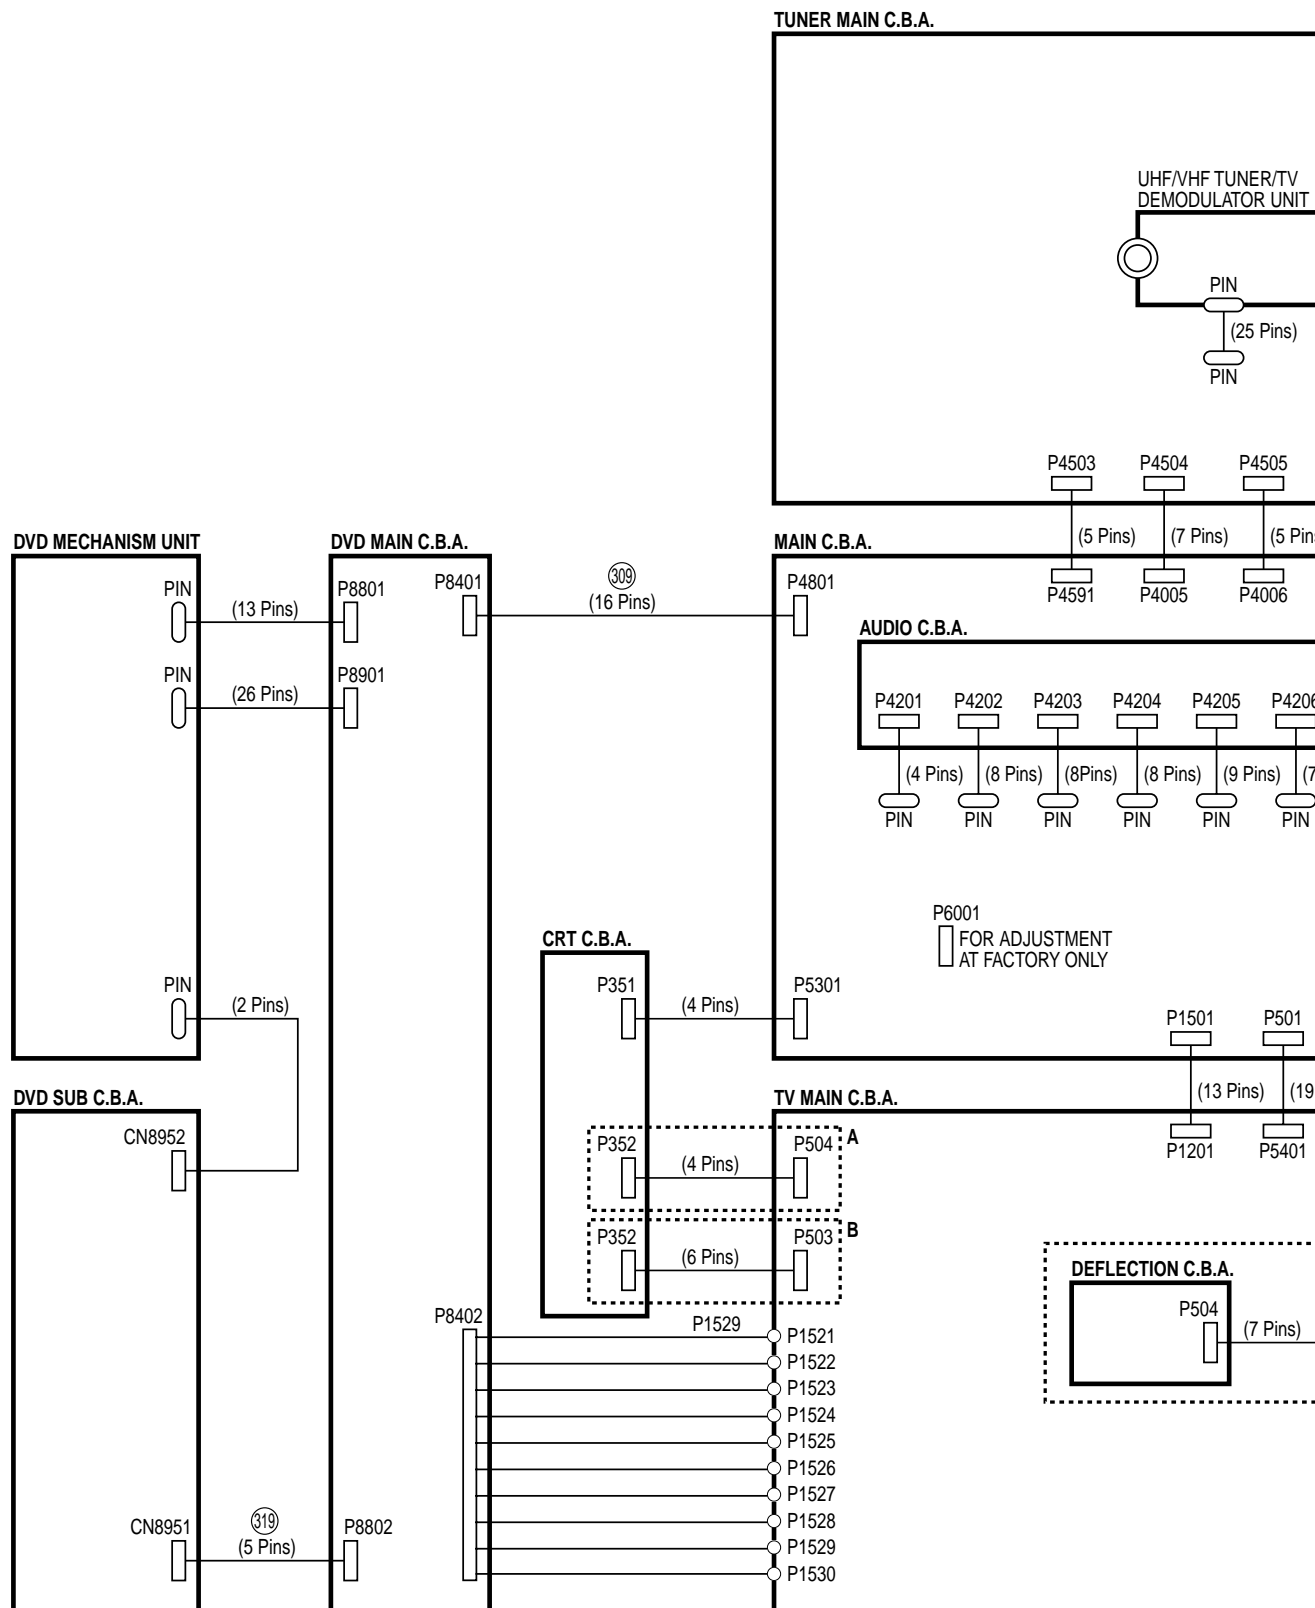 TUNER MAIN C.B.A.
UHF/VHF TUNER/TV
DEMODULATOR UNIT
PIN
(25 Pins)
PIN
P4503 P4504 P4505
(5 Pins) (7 Pins) (5 Pins
DVD MECHANISM UNIT
DVD MAIN C.B.A.
MAIN C.B.A.
PIN
(13 Pins)
P8801
P8401
309
(16 Pins)
P4801
P4591 P4005 P4006
AUDIO C.B.A.
PIN
(26 Pins)
P8901
P4201 P4202 P4203 P4204 P4205 P4206
(4 Pins) (8 Pins) (8Pins) (8 Pins) (9 Pins) (7
PIN PIN PIN PIN PIN PIN
P6001
FOR ADJUSTMENT
AT FACTORY ONLY
CRT C.B.A.
PIN
(2 Pins)
P351
(4 Pins)
P5301
P1501 P501
(13 Pins) (19
DVD SUB C.B.A.
TV MAIN C.B.A.
CN8952
P352
(4 Pins)
P504
A
P1201 P5401
P352
(6 Pins)
P503
B
DEFLECTION C.B.A.
P504
(7 Pins)
P8402
P1529
P1521
P1522
P1523
P1524
P1525
P1526
P1527
P1528
P1529
P1530
CN8951
319
(5 Pins)
P8802